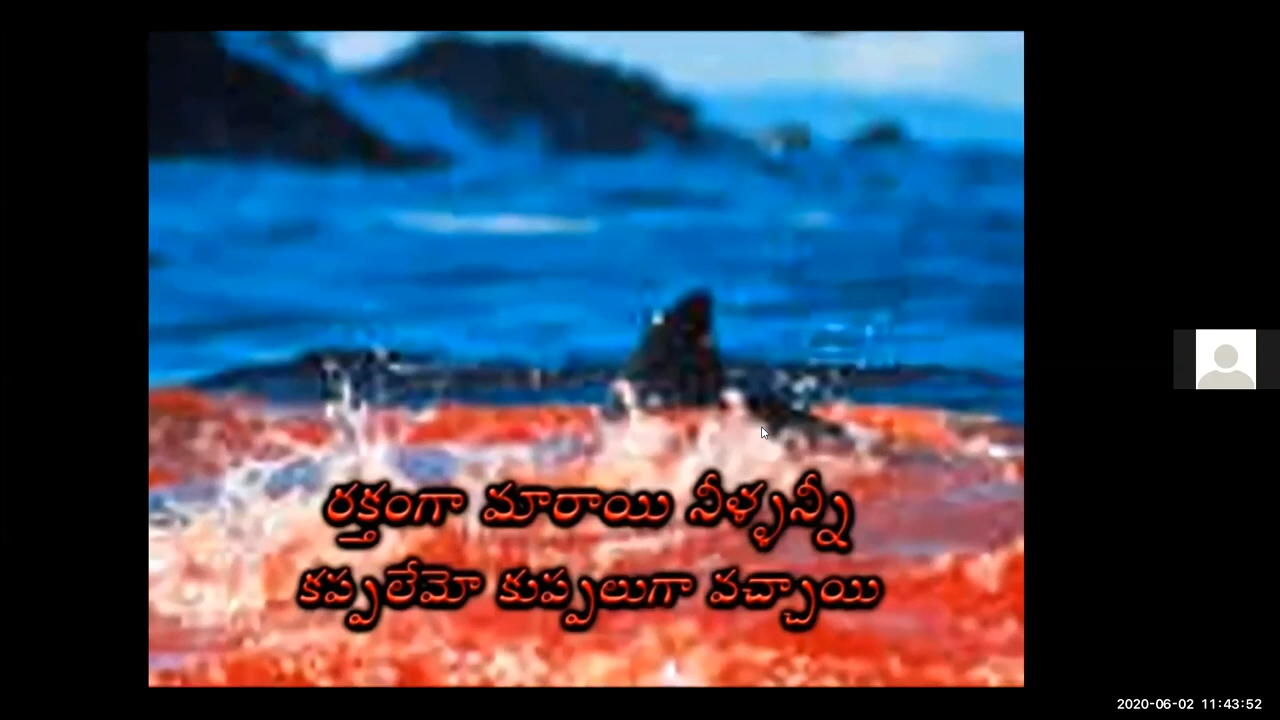 రక్తంగా మారాయి నీళ్ళన్నీ
కప్పలేమో కుప్పలుగా వచ్చాయి
2020-06-02 11:43:52